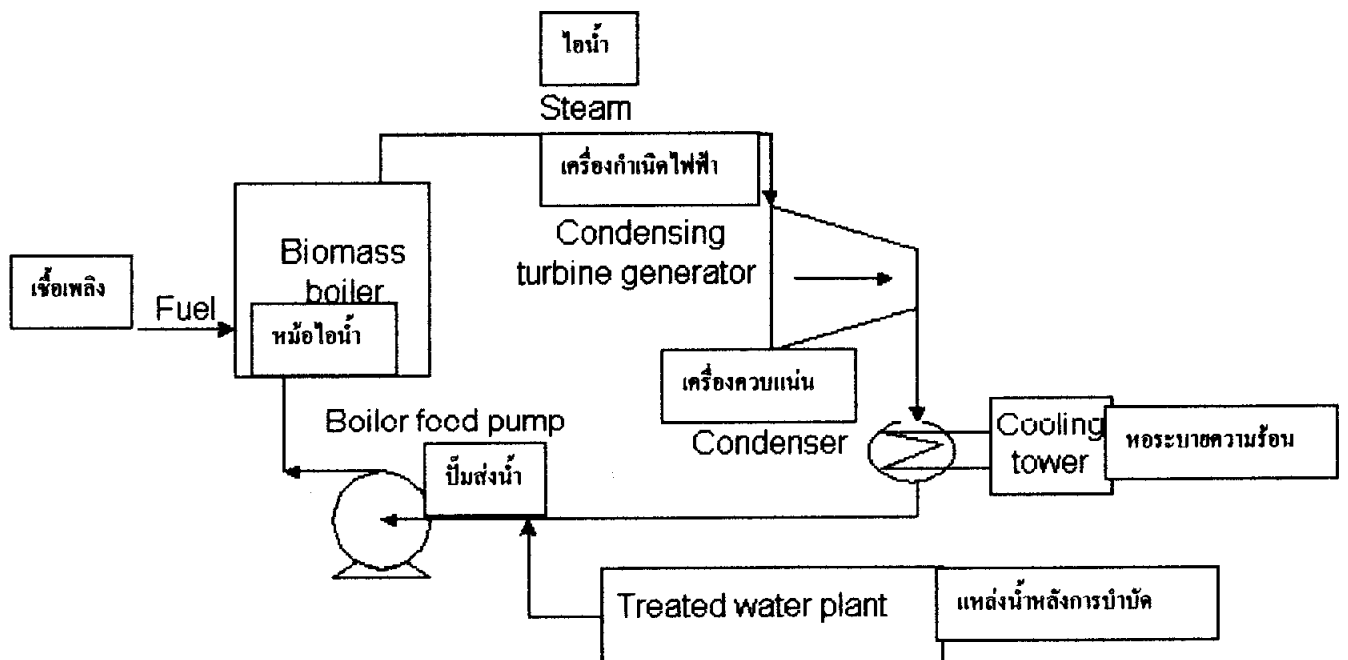 ไอน้ำ
Steam
เครื่องกำเนิดไฟฟ้า
Condensing
turbine generator
Biomass
boiler
หม้อไอน้ำ
เชื้อเพลิง
Fuel
เครื่องควบแน่น
Condenser
Boiler feed pump
ปั๊มส่งน้ำ
Cooling
tower
หอระบายความร้อน
Treated water plant
แหล่งน้ำหลังการบำบัด